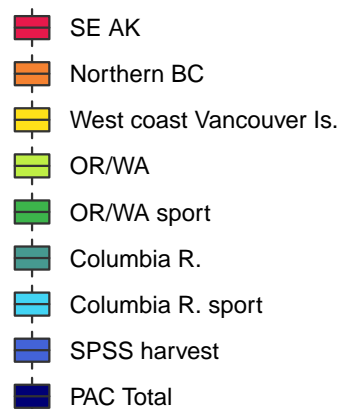 SE AK
Northern BC
West coast Vancouver Is.
OR/WA
OR/WA sport
Columbia R.
Columbia R. sport
SPSS harvest
PAC Total